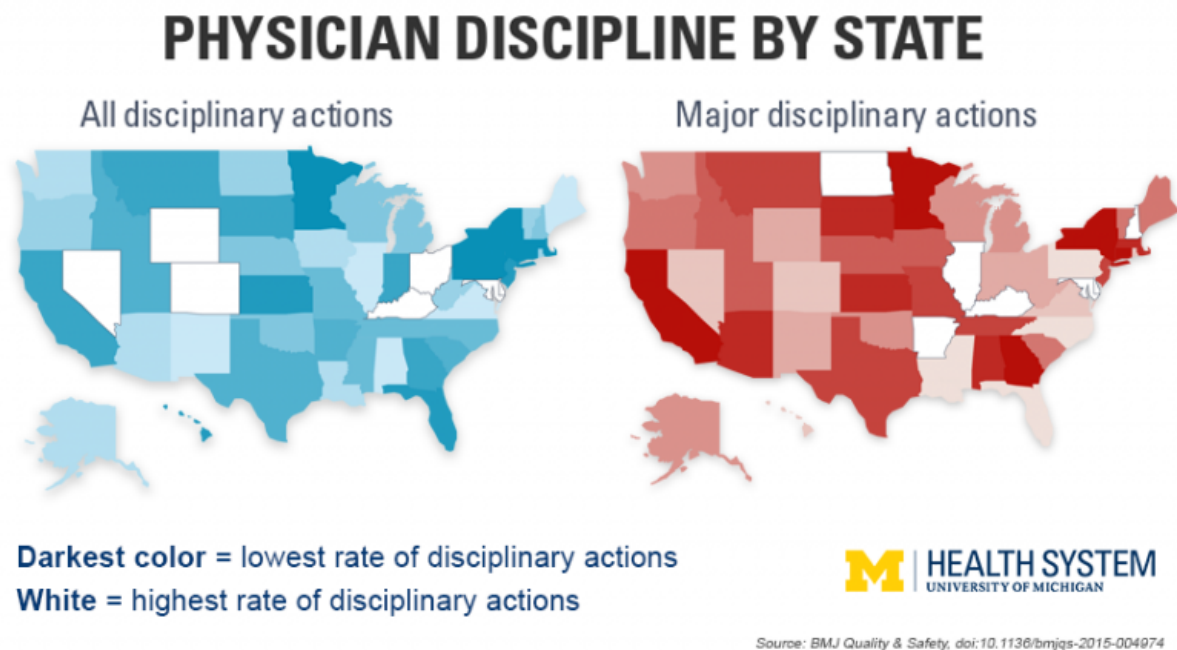 PHYSICIAN DISCIPLINE BY STATE
All disciplinary actions
Major disciplinary actions
Darkest color = lowest rate of disciplinary actions
White = highest rate of disciplinary actions
M HEALTH SYSTEM
UNIVERSITY OF MICHIGAN
Source: BMJ Quality & Safety, doi:10.1136/bmjqs-2015-004974